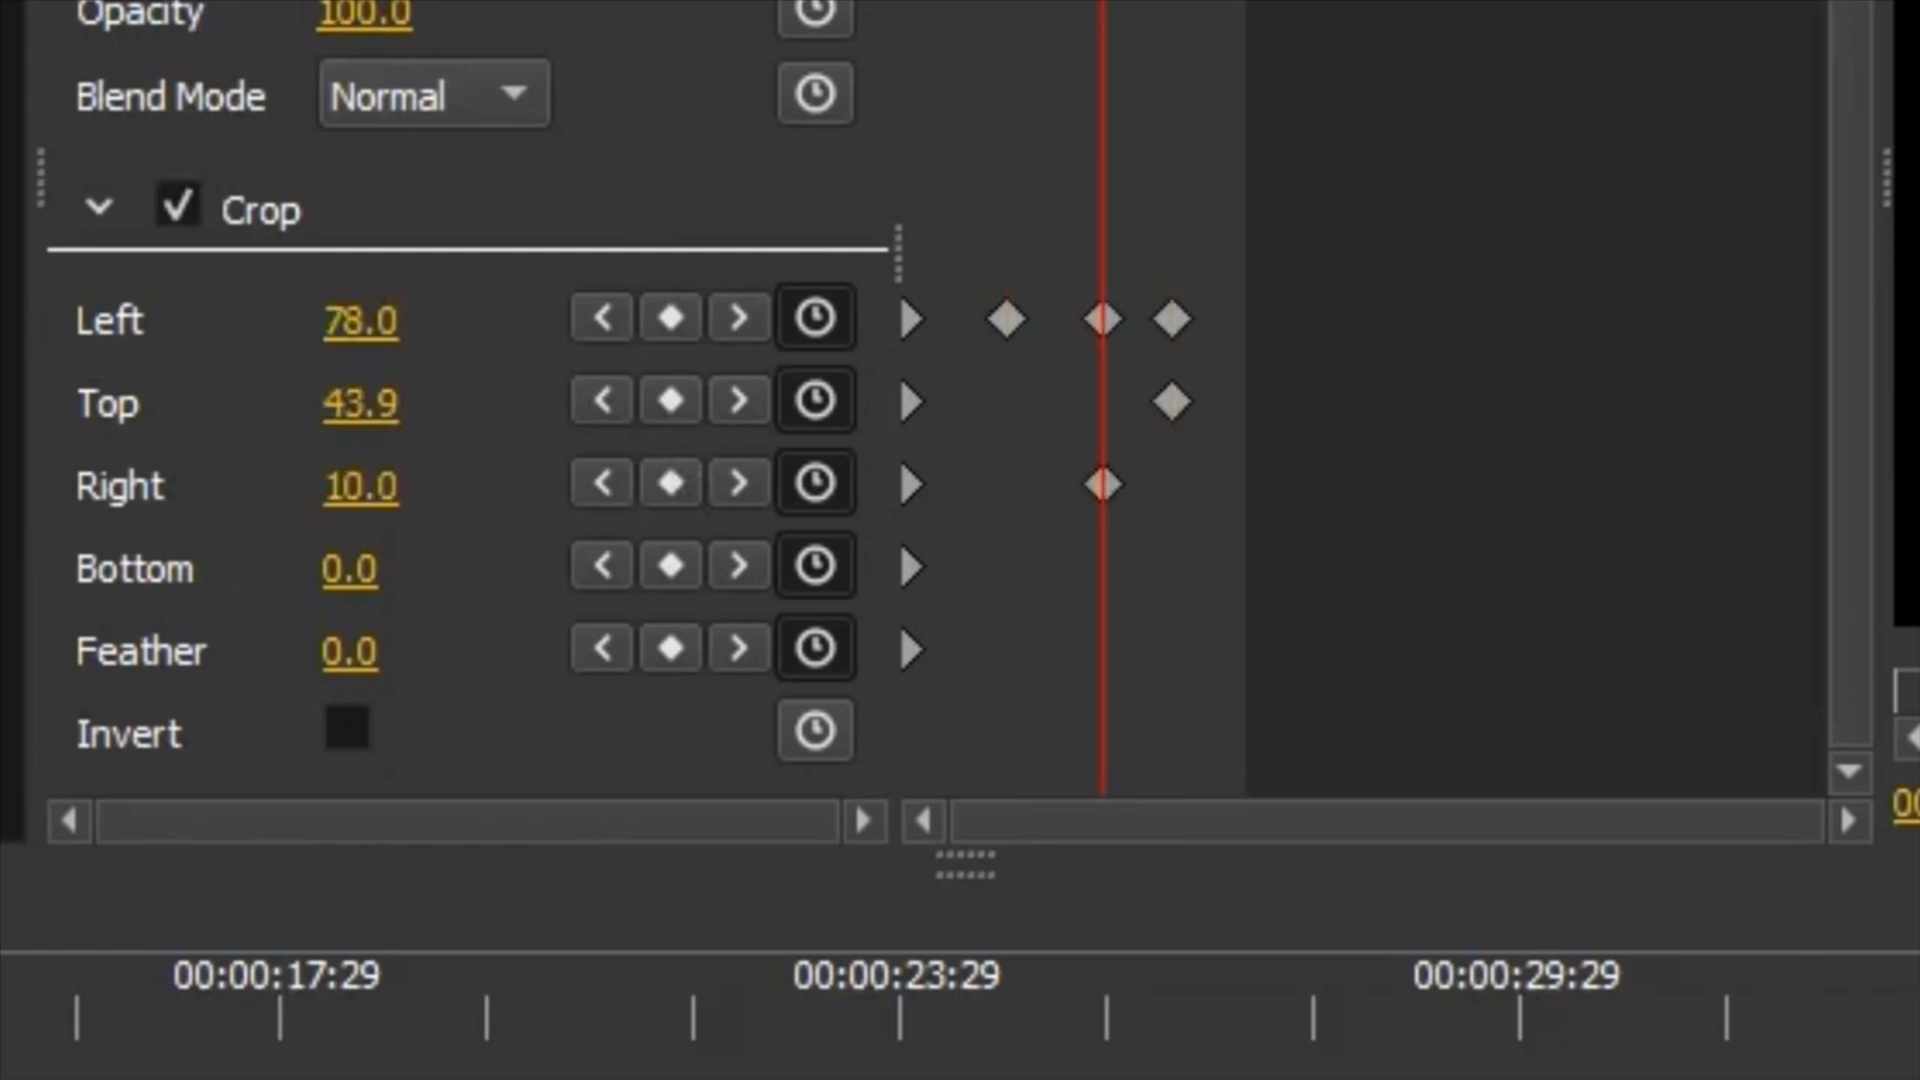 Opacity 100.0
Blend Mode Normal
Crop
Left 78.0
Top 43.9
Right 10.0
Bottom 0.0
Feather 0.0
Invert
00:00:17:29 00:00:23:29 00:00:29:29